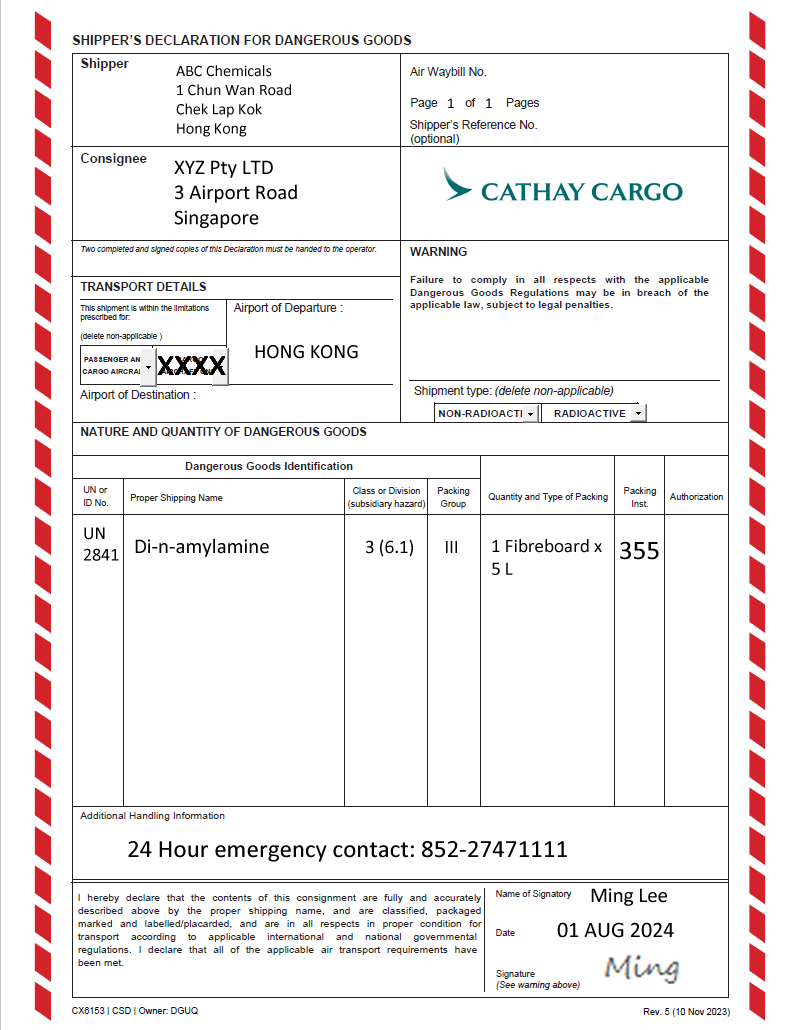 SHIPPER'S DECLARATION FOR DANGEROUS GOODS
Shipper
ABC Chemicals
1 Chun Wan Road
Chek Lap Kok
Hong Kong
Air Waybill No.
Page 1 of 1 Pages
Shipper's Reference No.
(optional)
Consignee
XYZ Pty LTD
3 Airport Road
Singapore
CATHAY CARGO
Two completed and signed copies of this Declaration must be handed to the operator.
WARNING
Failure to comply in all respects with the applicable
Dangerous Goods Regulations may be in breach of the
applicable law, subject to legal penalties.
TRANSPORT DETAILS
This shipment is within the limitations
prescribed for:
(delete non-applicable )
PASSENGER AN
CARGO AIRCRA
XXXX
Airport of Departure :
HONG KONG
Airport of Destination :
Shipment type: (delete non-applicable)
NON-RADIOACTI
RADIOACTIVE
NATURE AND QUANTITY OF DANGEROUS GOODS
Dangerous Goods Identification
UN or
ID No.
Proper Shipping Name
Class or Division
(subsidiary hazard)
Packing
Group
Quantity and Type of Packing
Packing
Inst.
Authorization
UN
2841
Di-n-amylamine
3 (6.1)
III
1 Fibreboard x
5 L
355
Additional Handling Information
24 Hour emergency contact: 852-27471111
I hereby declare that the contents of this consignment are fully and accurately
described above by the proper shipping name, and are classified, packaged
marked and labelled/placarded, and are in all respects in proper condition for
transport according to applicable international and national governmental
regulations. I declare that all of the applicable air transport requirements have
been met.
Name of Signatory Ming Lee
Date 01 AUG 2024
Signature Ming
(See warning above)
CX6153 | CSD | Owner: DGUQ
Rev. 5 (10 Nov 2023)